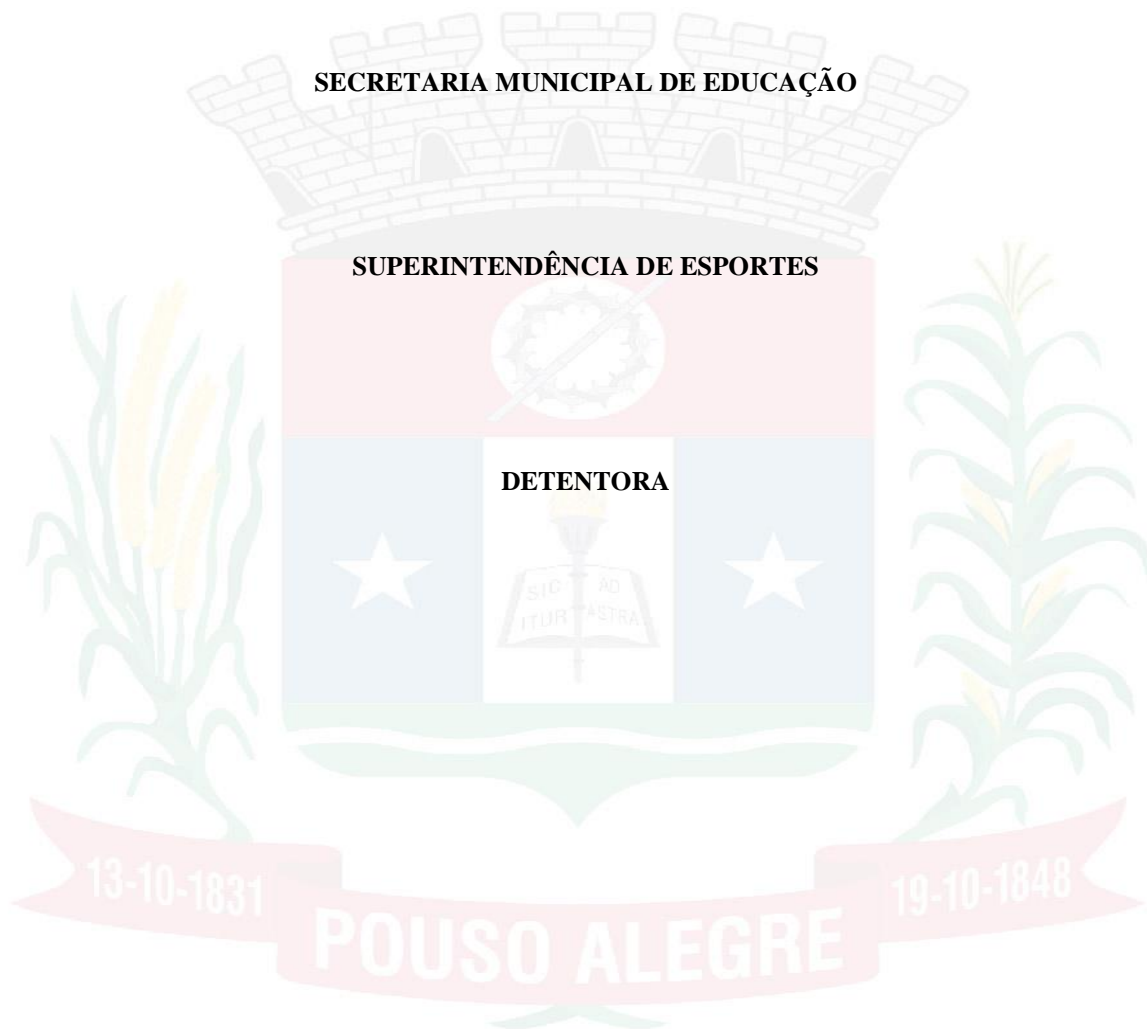 SECRETARIA MUNICIPAL DE EDUCAÇÃO
SUPERINTENDÊNCIA DE ESPORTES
DETENTORA
SIC AD
ITUR ASTRA
13-10-1831
19-10-1848
POUSO ALEGRE